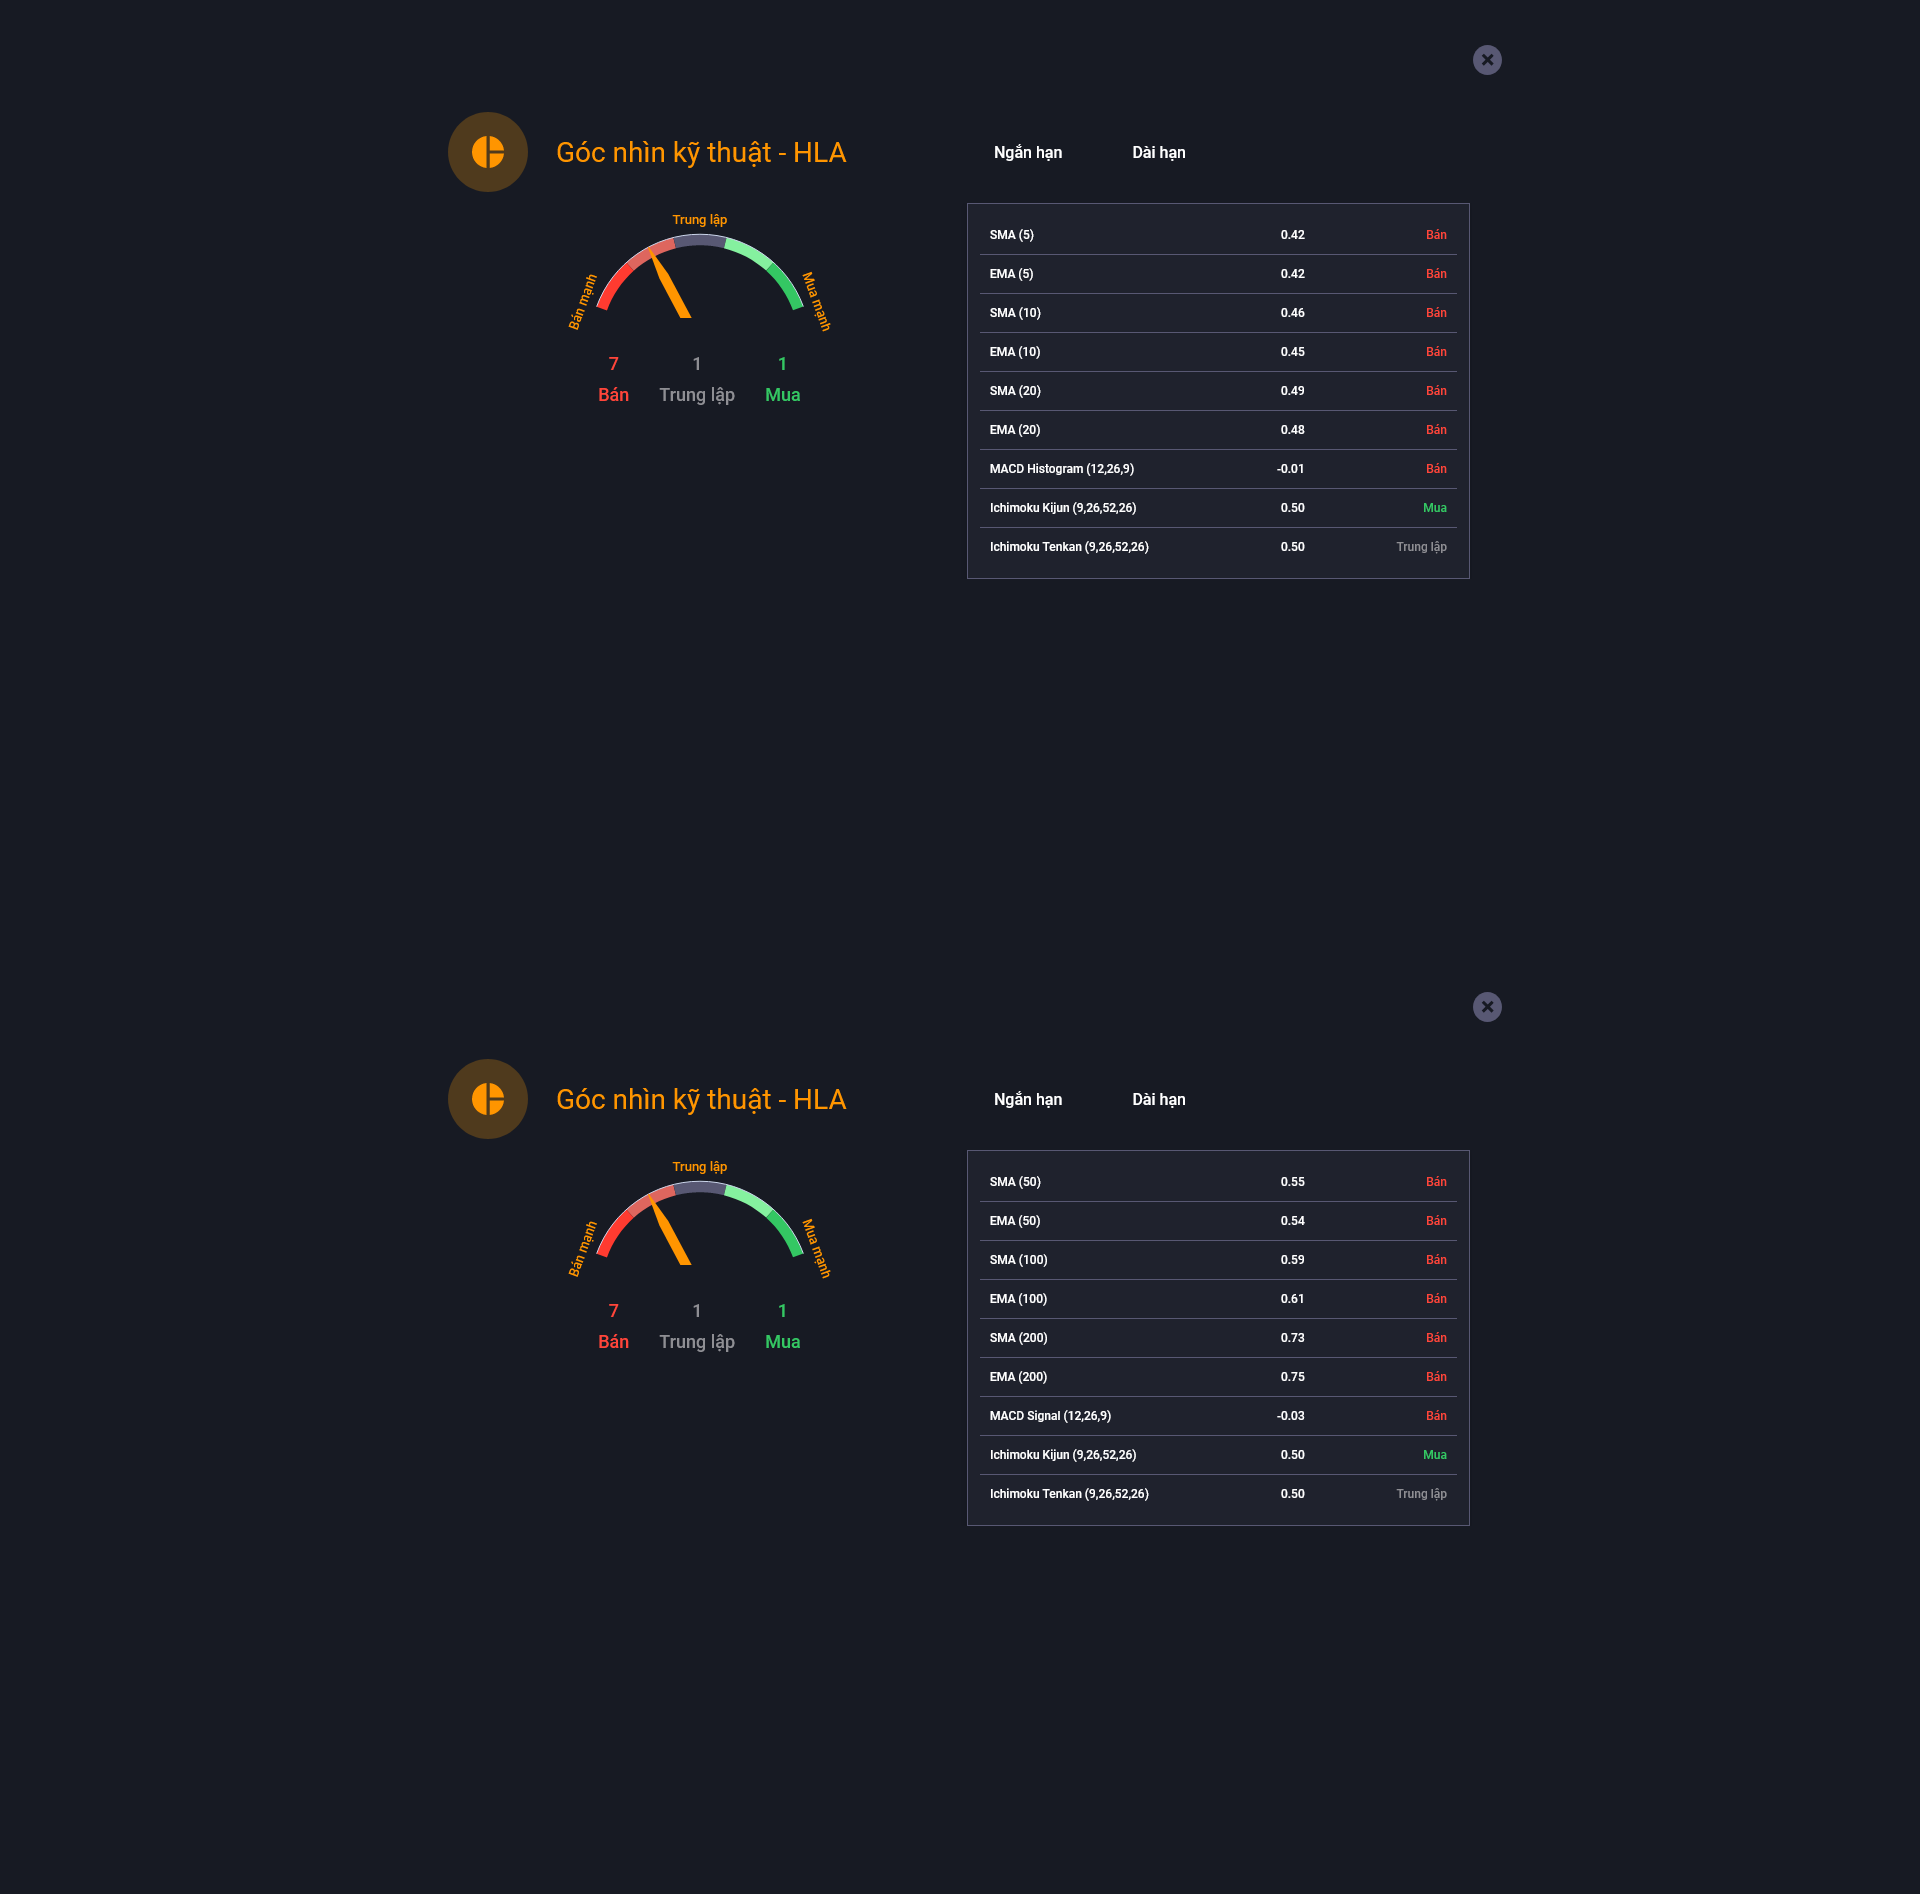 Góc nhìn kỹ thuật - HLA
Ngắn hạn Dài hạn
Trung lập
Bán mạnh
Mua mạnh
7 1 1
Bán Trung lập Mua
SMA (5) 0.42 Bán
EMA (5) 0.42 Bán
SMA (10) 0.46 Bán
EMA (10) 0.45 Bán
SMA (20) 0.49 Bán
EMA (20) 0.48 Bán
MACD Histogram (12,26,9) -0.01 Bán
Ichimoku Kijun (9,26,52,26) 0.50 Mua
Ichimoku Tenkan (9,26,52,26) 0.50 Trung lập
Góc nhìn kỹ thuật - HLA
Ngắn hạn Dài hạn
Trung lập
Bán mạnh
Mua mạnh
7 1 1
Bán Trung lập Mua
SMA (50) 0.55 Bán
EMA (50) 0.54 Bán
SMA (100) 0.59 Bán
EMA (100) 0.61 Bán
SMA (200) 0.73 Bán
EMA (200) 0.75 Bán
MACD Signal (12,26,9) -0.03 Bán
Ichimoku Kijun (9,26,52,26) 0.50 Mua
Ichimoku Tenkan (9,26,52,26) 0.50 Trung lập